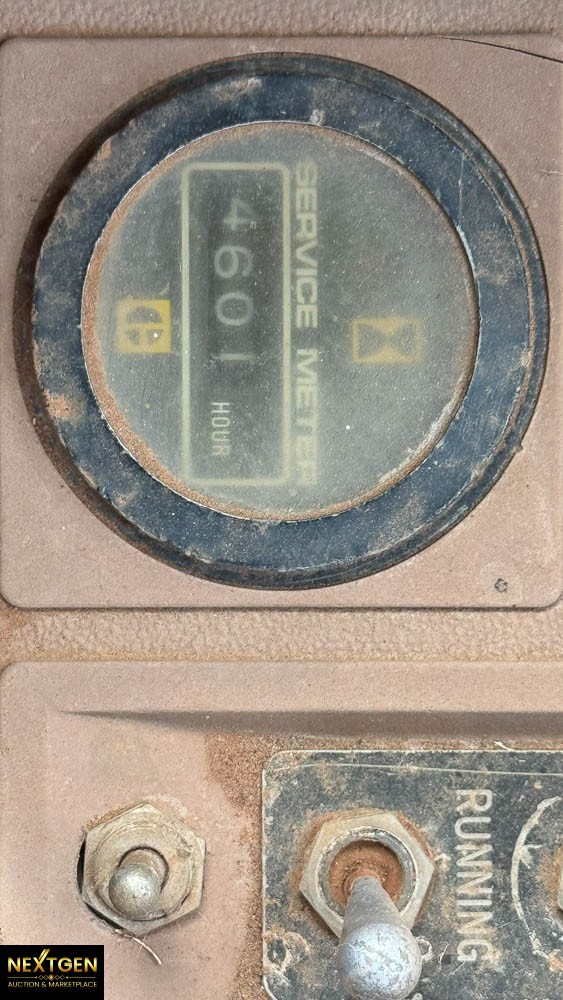 SERVICE METER
4601
HOUR
RUNNING
NEXTGEN
AUCTION & MARKETPLACE